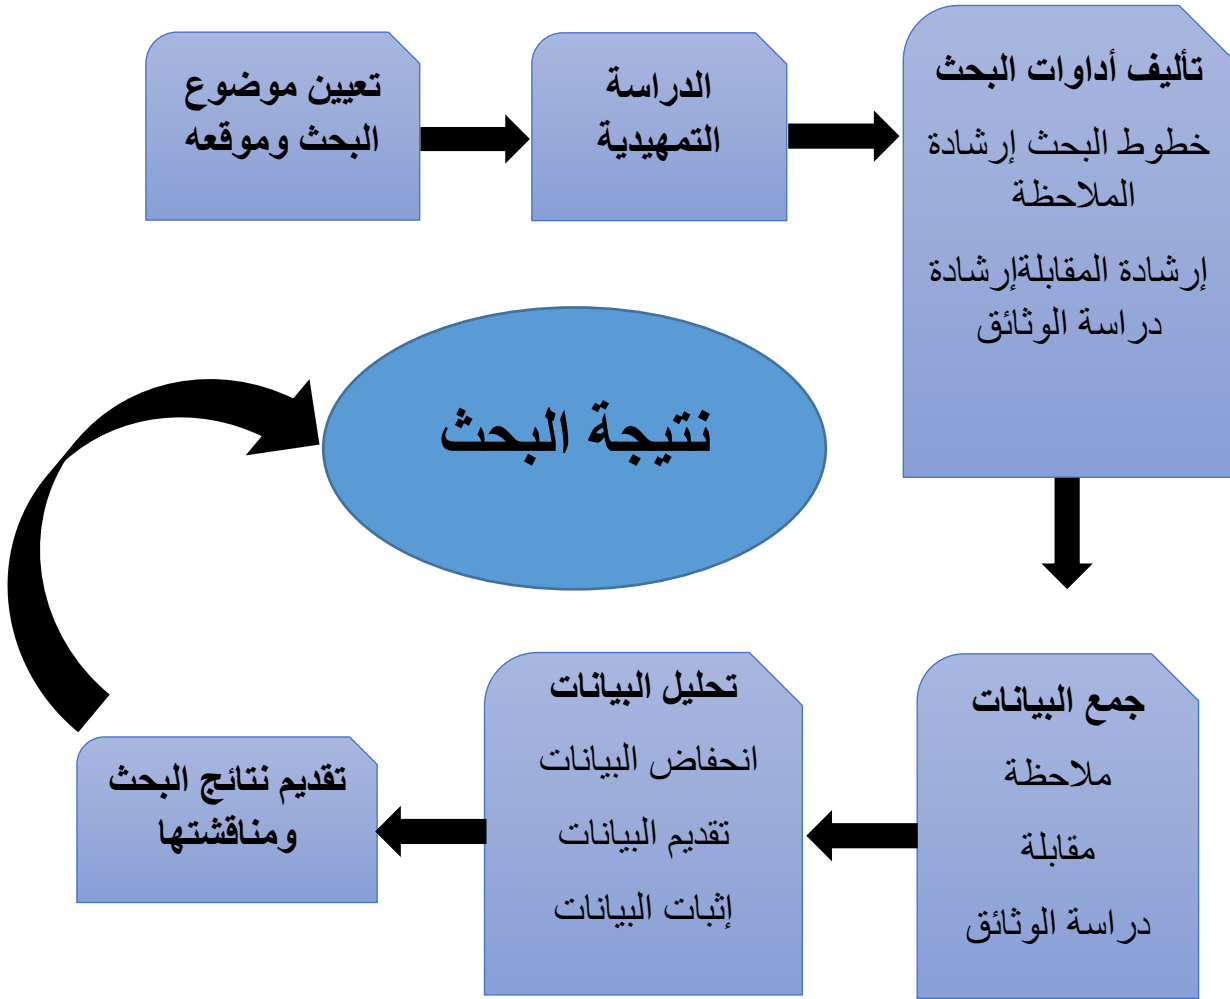 تعيين موضوع
البحث وموقعه
الدراسة
التمهيدية
تأليف أداوات البحث
خطوط البحث إرشادة
الملاحظة
إرشادة المقابلةإرشادة
دراسة الوثائق
جمع البيانات
ملاحظة
مقابلة
دراسة الوثائق
تحليل البيانات
انحفاض البيانات
تقديم البيانات
إثبات البيانات
تقديم نتائج البحث
ومناقشتها
نتيجة البحث